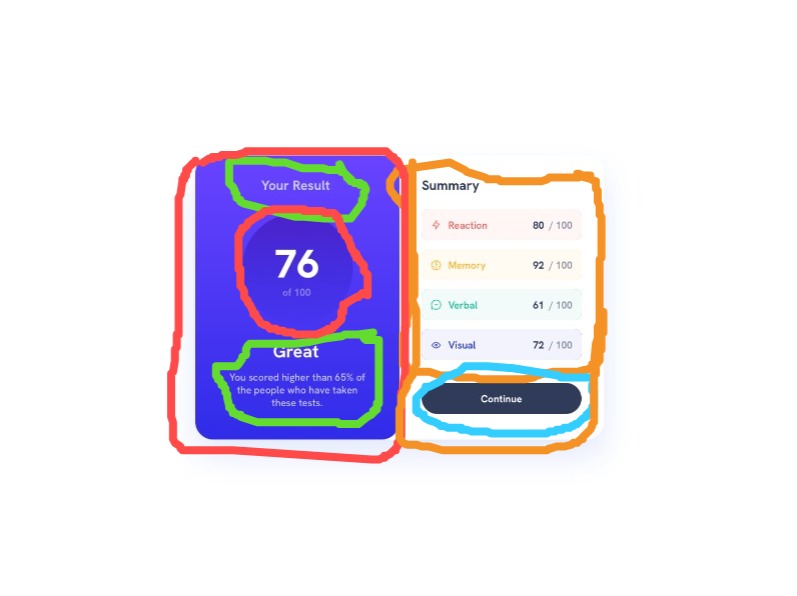 Your Result
76
of 100
Great
You scored higher than 65% of
the people who have taken
these tests.
Summary
Reaction 80 / 100
Memory 92 / 100
Verbal 61 / 100
Visual 72 / 100
Continue